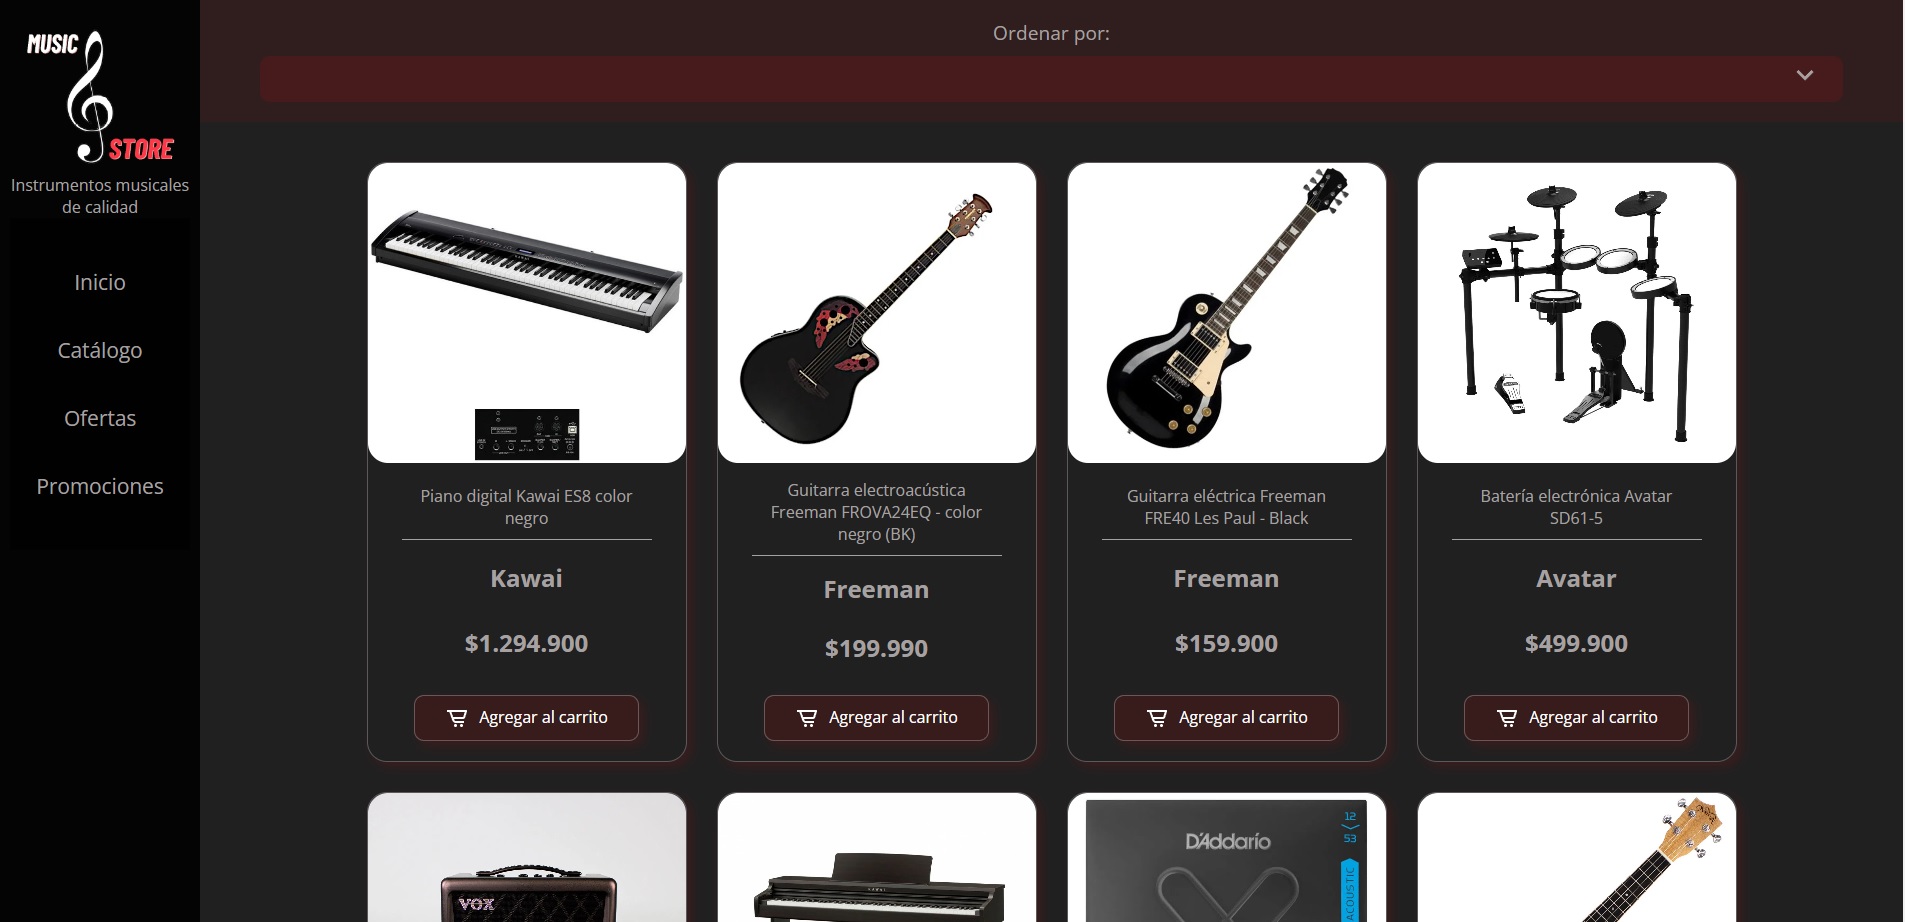 MUSIC
STORE
Instrumentos musicales
de calidad
Inicio
Catálogo
Ofertas
Promociones
Ordenar por:
Piano digital Kawai ES8 color
negro
Kawai
$1.294.900
Agregar al carrito
Guitarra electroacústica
Freeman FROVA24EQ - color
negro (BK)
Freeman
$199.990
Agregar al carrito
Guitarra eléctrica Freeman
FRE40 Les Paul - Black
Freeman
$159.900
Agregar al carrito
Batería electrónica Avatar
SD61-5
Avatar
$499.900
Agregar al carrito
VOX
KAWAI
D'Addario
12
53
ACOUSTIC